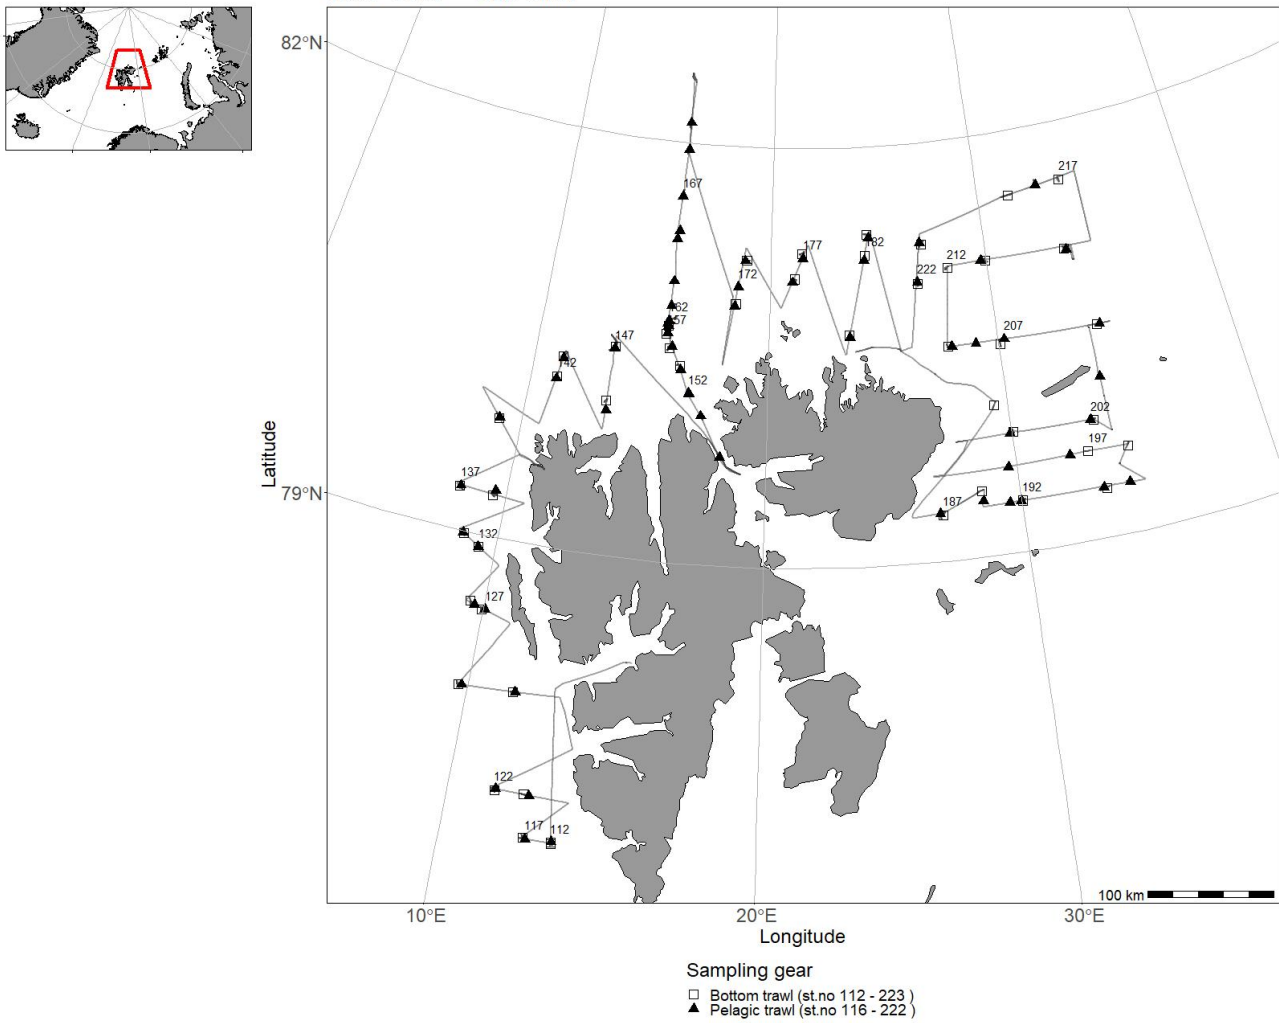 82°N
217
167
177
182
172
212
222
162
157
207
147
142
152
202
197
137
79°N
192
187
132
127
122
117
112
100 km
10°E
20°E
30°E
Latitude
Longitude
Sampling gear
Bottom trawl (st.no 112 - 223 )
Pelagic trawl (st.no 116 - 222 )